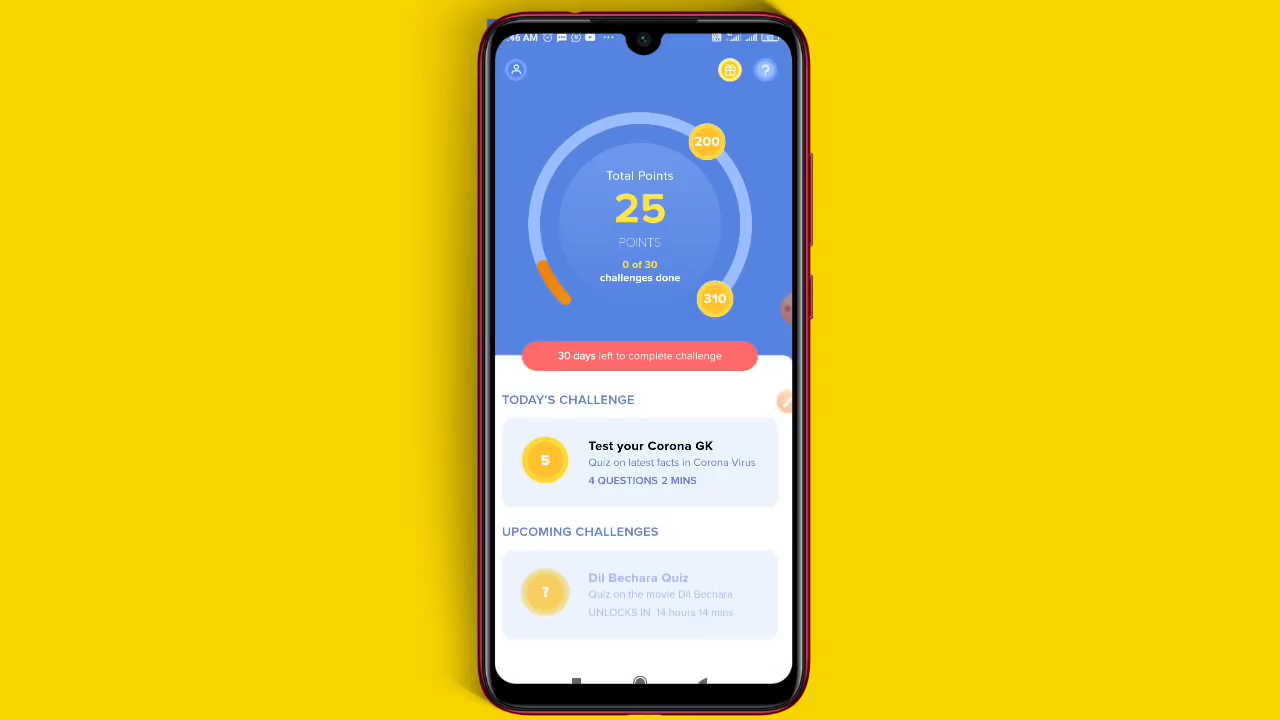 :46 AM
200
Total Points
25
POINTS
0 of 30
challenges done
310
30 days left to complete challenge
TODAY'S CHALLENGE
5
Test your Corona GK
Quiz on latest facts in Corona Virus
4 QUESTIONS 2 MINS
UPCOMING CHALLENGES
?
Dil Bechara Quiz
Quiz on the movie Dil Bechara
UNLOCKS IN 14 hours 14 mins